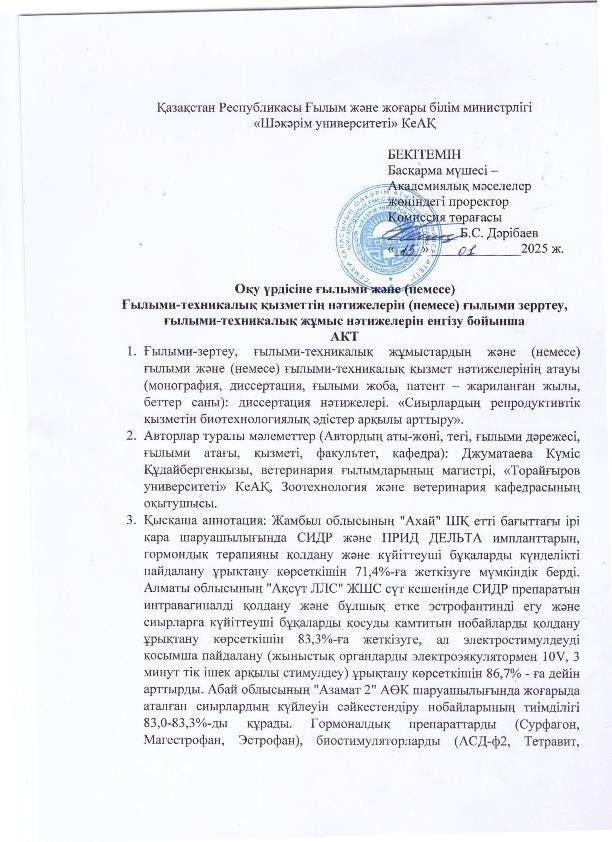 Қазақстан Республикасы Ғылым және жоғары білім министрлігі
«Шәкәрім университеті» КеАҚ
БЕКІТЕМІН
Басқарма мүшесі –
Академиялық мәселелер
жөніндегі проректор
Комиссия төрағасы
Б.С. Дәрібаев
« 15 » 01 2025 ж.
Оқу үрдісіне ғылыми және (немесе)
Ғылыми-техникалық қызметтің нәтижелерін (немесе) ғылыми зерртеу,
ғылыми-техникалық жұмыс нәтижелерін енгізу бойынша
АКТ
1. Ғылыми-зертеу, ғылыми-техникалық жұмыстардың және (немесе)
ғылыми және (немесе) ғылыми-техникалық қызмет нәтижелерінің атауы
(монография, диссертация, ғылыми жоба, патент – жариланған жылы,
беттер саны): диссертация нәтижелері. «Сиырлардың репродуктивтік
қызметін биотехнологиялық әдістер арқылы арттыру».
2. Авторлар туралы мәлеметтер (Автордың аты-жөні, тегі, ғылыми дәрежесі,
ғылыми атағы, қызметі, факультет, кафедра): Джуматаева Күміс
Құдайбергенқызы, ветеринария ғылымдарының магистрі, «Торайғыров
университеті» КеАҚ, Зоотехнология және ветеринария кафедрасының
оқытушысы.
3. Қысқаша аннотация: Жамбыл облысының "Ахай" ШҚ етті бағыттағы ірі
қара шаруашылығында СИДР және ПРИД ДЕЛЬТА импланттарын,
гормондық терапияны қолдану және күйіттеуші бұқаларды күнделікті
пайдалану ұрықтану көрсеткішін 71,4%-ға жеткізуге мүмкіндік берді.
Алматы облысының "Ақсүт ЛЛС" ЖШС сүт кешенінде СИДР препаратын
интравагиналді қолдану және бұлшық етке эстрофантинді егу және
сиырларға күйіттеуші бұқаларды қосуды қамтитын нобайларды қолдану
ұрықтану көрсеткішін 83,3%-ға жеткізуге, ал электростимулдеуді
қосымша пайдалану (жыныстық органдарды электроэякулятормен 10V, 3
минут тік ішек арқылы стимулдеу) ұрықтану көрсеткішін 86,7% - ға дейін
арттырды. Абай облысының "Азамат 2" АӨК шаруашылығында жоғарыда
аталған сиырлардың күйлеуін сәйкестендіру нобайларының тиімділігі
83,0-83,3%-ды құрады. Гормоналдық препараттарды (Сурфагон,
Магестрофан, Эстрофан), биостимуляторларды (АСД-ф2, Тетравит,